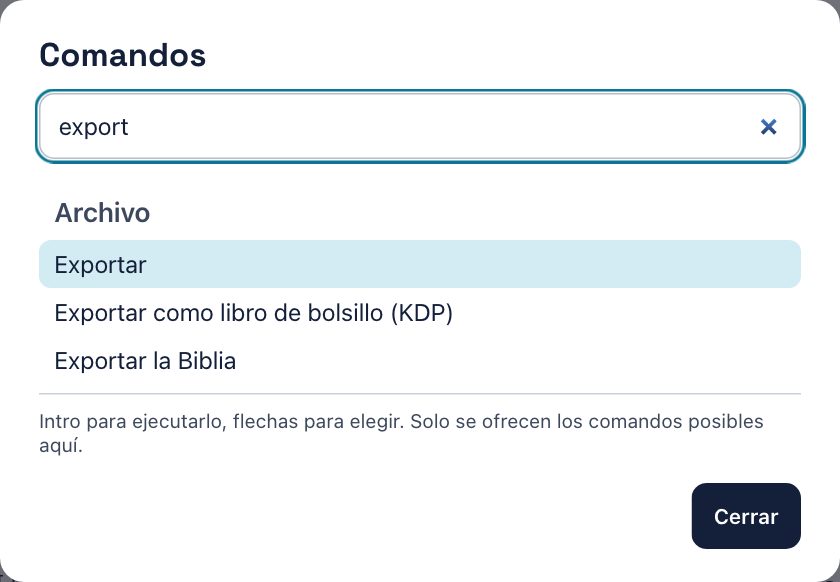 Comandos
export
Archivo
Exportar
Exportar como libro de bolsillo (KDP)
Exportar la Biblia
Intro para ejecutarlo, flechas para elegir. Solo se ofrecen los comandos posibles
aquí.
Cerrar